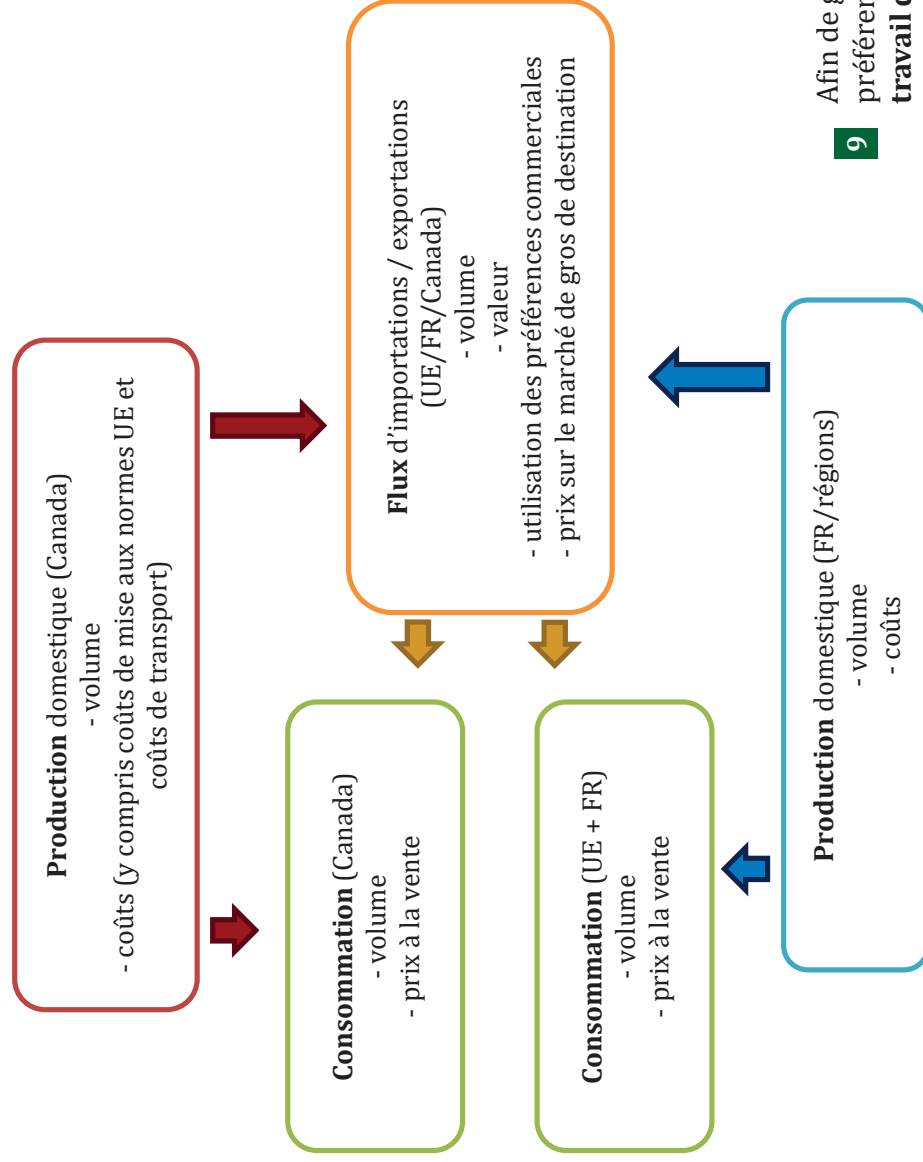 Production domestique (Canada)
- volume
- coûts (y compris coûts de mise aux normes UE et
coûts de transport)
Consommation (Canada)
- volume
- prix à la vente
Flux d’importations / exportations
(UE/FR/Canada)
- volume
- valeur
- utilisation des préférences commerciales
- prix sur le marché de gros de destination
Consommation (UE + FR)
- volume
- prix à la vente
Production domestique (FR/régions)
- volume
- coûts
9
Afin de
préféren
travail